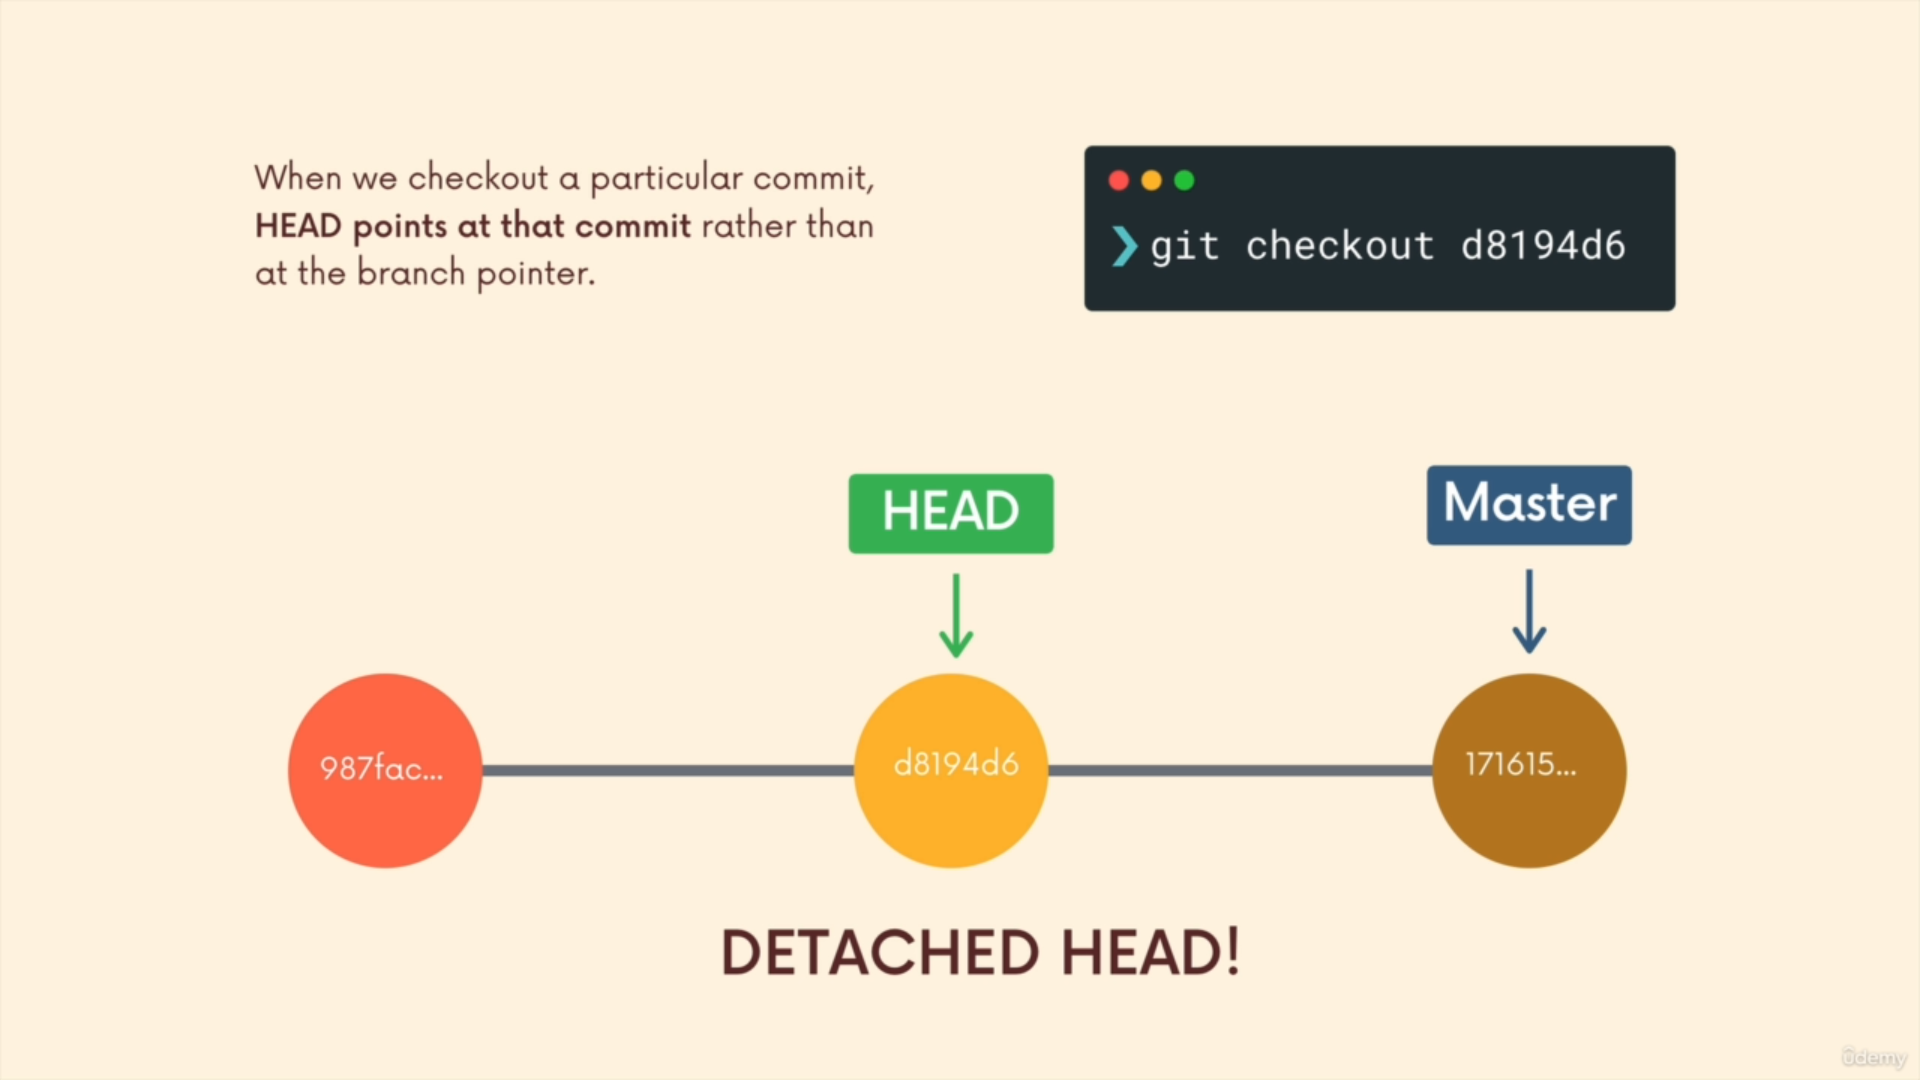 When we checkout a particular commit,
HEAD points at that commit rather than
at the branch pointer.
❯ git checkout d8194d6
HEAD
Master
987fac...
d8194d6
171615...
DETACHED HEAD!
ûdemy